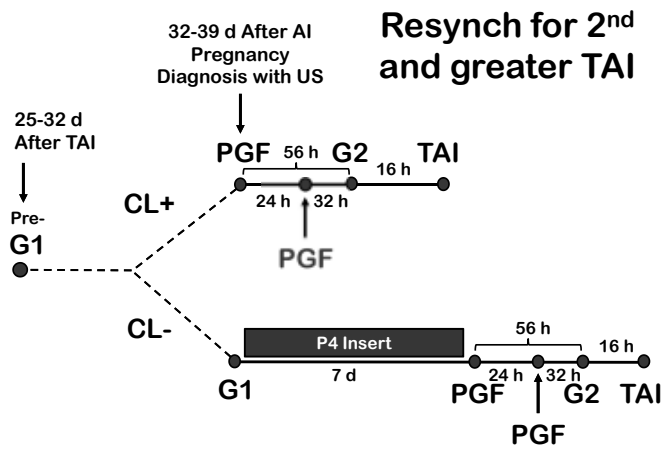 Resynch for 2nd
and greater TAI
32-39 d After AI
Pregnancy
Diagnosis with US
25-32 d
After TAI
PGF 56 h G2 TAI
16 h
Pre-
G1
CL+
24 h 32 h
PGF
CL-
P4 Insert
56 h
16 h
G1 7 d PGF 24 h 32 h G2 TAI
PGF